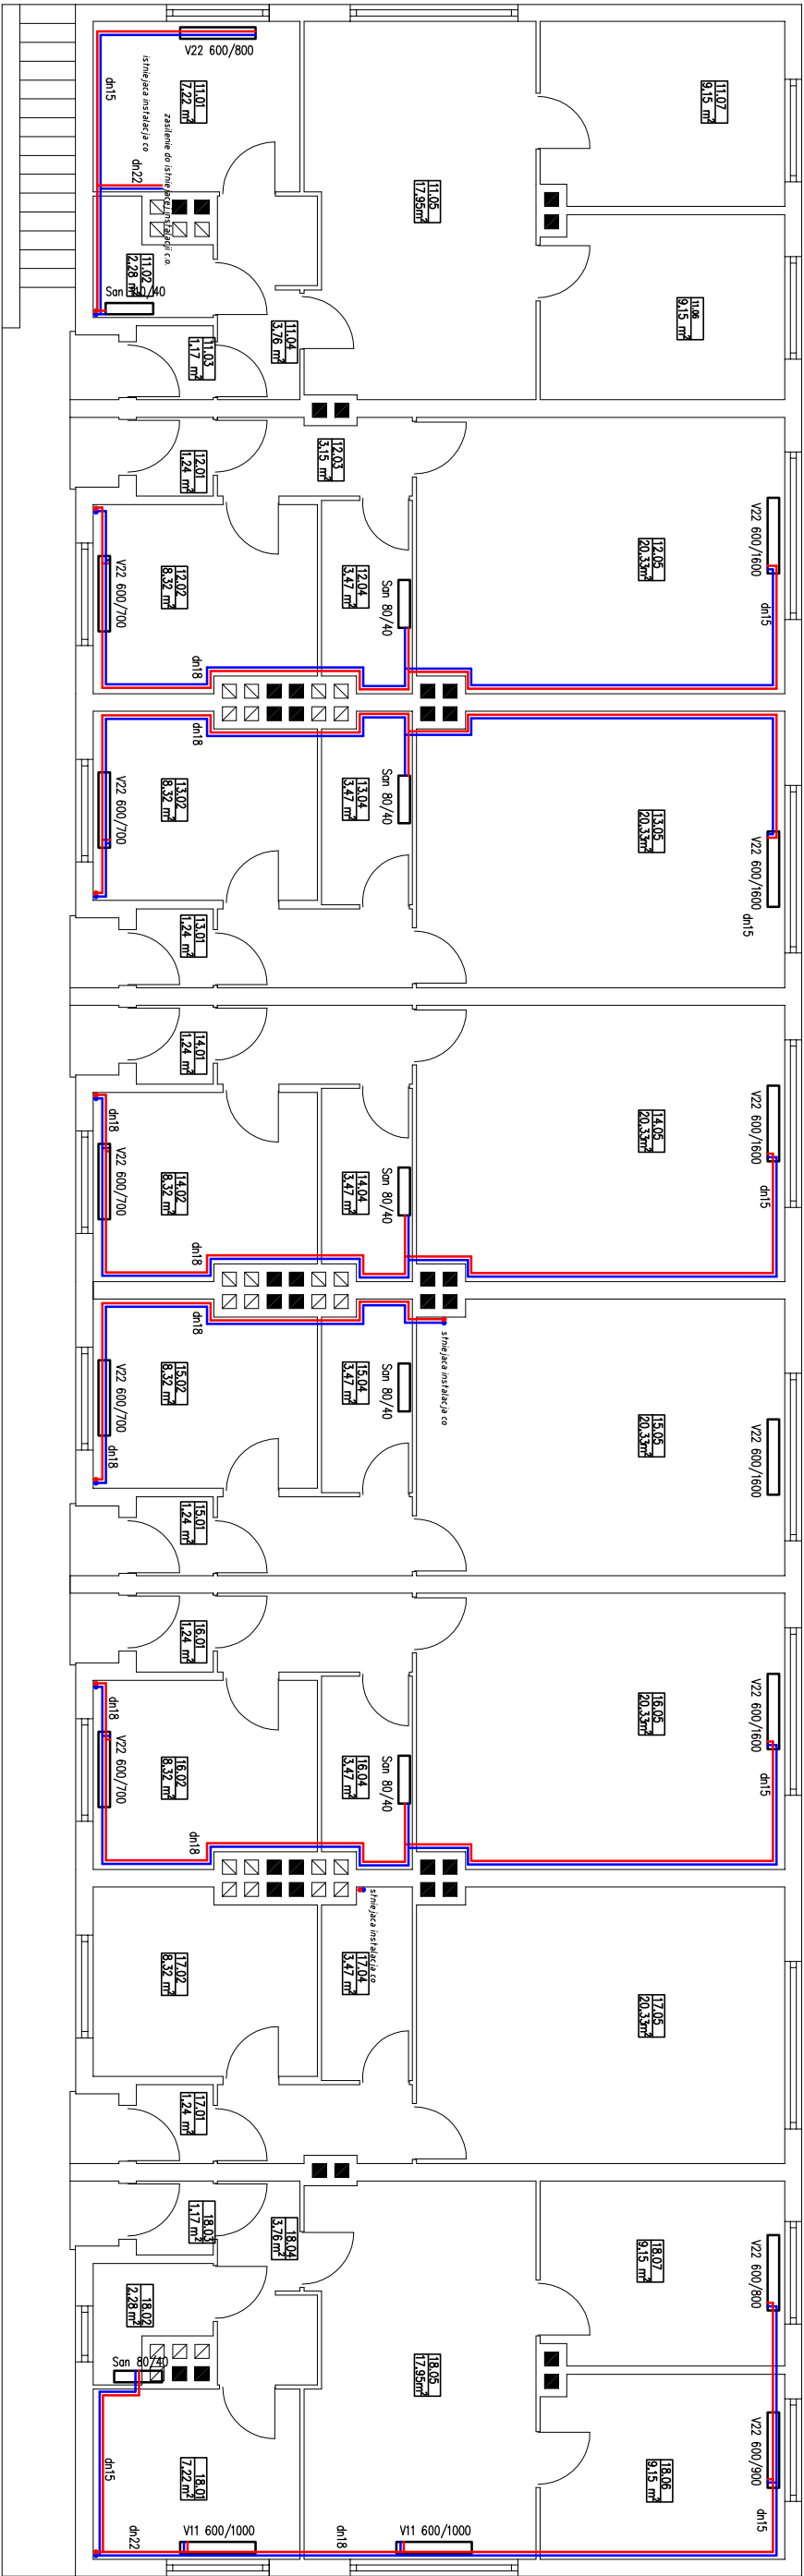 V22 600/800
dn15
istniejaca instalacja co
11.01
7.22 m²
zasilenie do istniejacej instalacji c.o.
dn22
11.07
9.15 m²
11.05
17.95m²
11.06
9.15 m²
11.02
2.28 m²
San 80/40
11.03
1.17 m²
11.04
3.76 m²
12.01
1.24 m²
12.03
3.15 m²
V22 600/700
12.02
8.32 m²
12.04
3.47 m²
San 80/40
12.05
20.33m²
V22 600/1600
dn15
dn18
dn18
V22 600/700
13.02
8.32 m²
13.04
3.47 m²
San 80/40
13.05
20.33m²
V22 600/1600
dn15
13.01
1.24 m²
14.01
1.24 m²
dn18
V22 600/700
14.02
8.32 m²
14.04
3.47 m²
San 80/40
14.05
20.33m²
V22 600/1600
dn15
dn18
dn18
stniejaca instalacja co
V22 600/700
dn18
15.02
8.32 m²
15.04
3.47 m²
San 80/40
15.05
20.33m²
V22 600/1600
15.01
1.24 m²
16.01
1.24 m²
dn18
V22 600/700
16.02
8.32 m²
16.04
3.47 m²
San 80/40
16.05
20.33m²
V22 600/1600
dn15
dn18
stniejaca instalacja co
17.02
8.32 m²
17.04
3.47 m²
17.05
20.33m²
17.01
1.24 m²
18.03
1.17 m²
18.04
3.76 m²
18.07
9.15 m²
V22 600/800
18.02
2.28 m²
San 80/40
18.05
17.95m²
V22 600/900
dn15
18.01
7.22 m²
18.06
9.15 m²
dn15
dn22
V11 600/1000
dn18
V11 600/1000